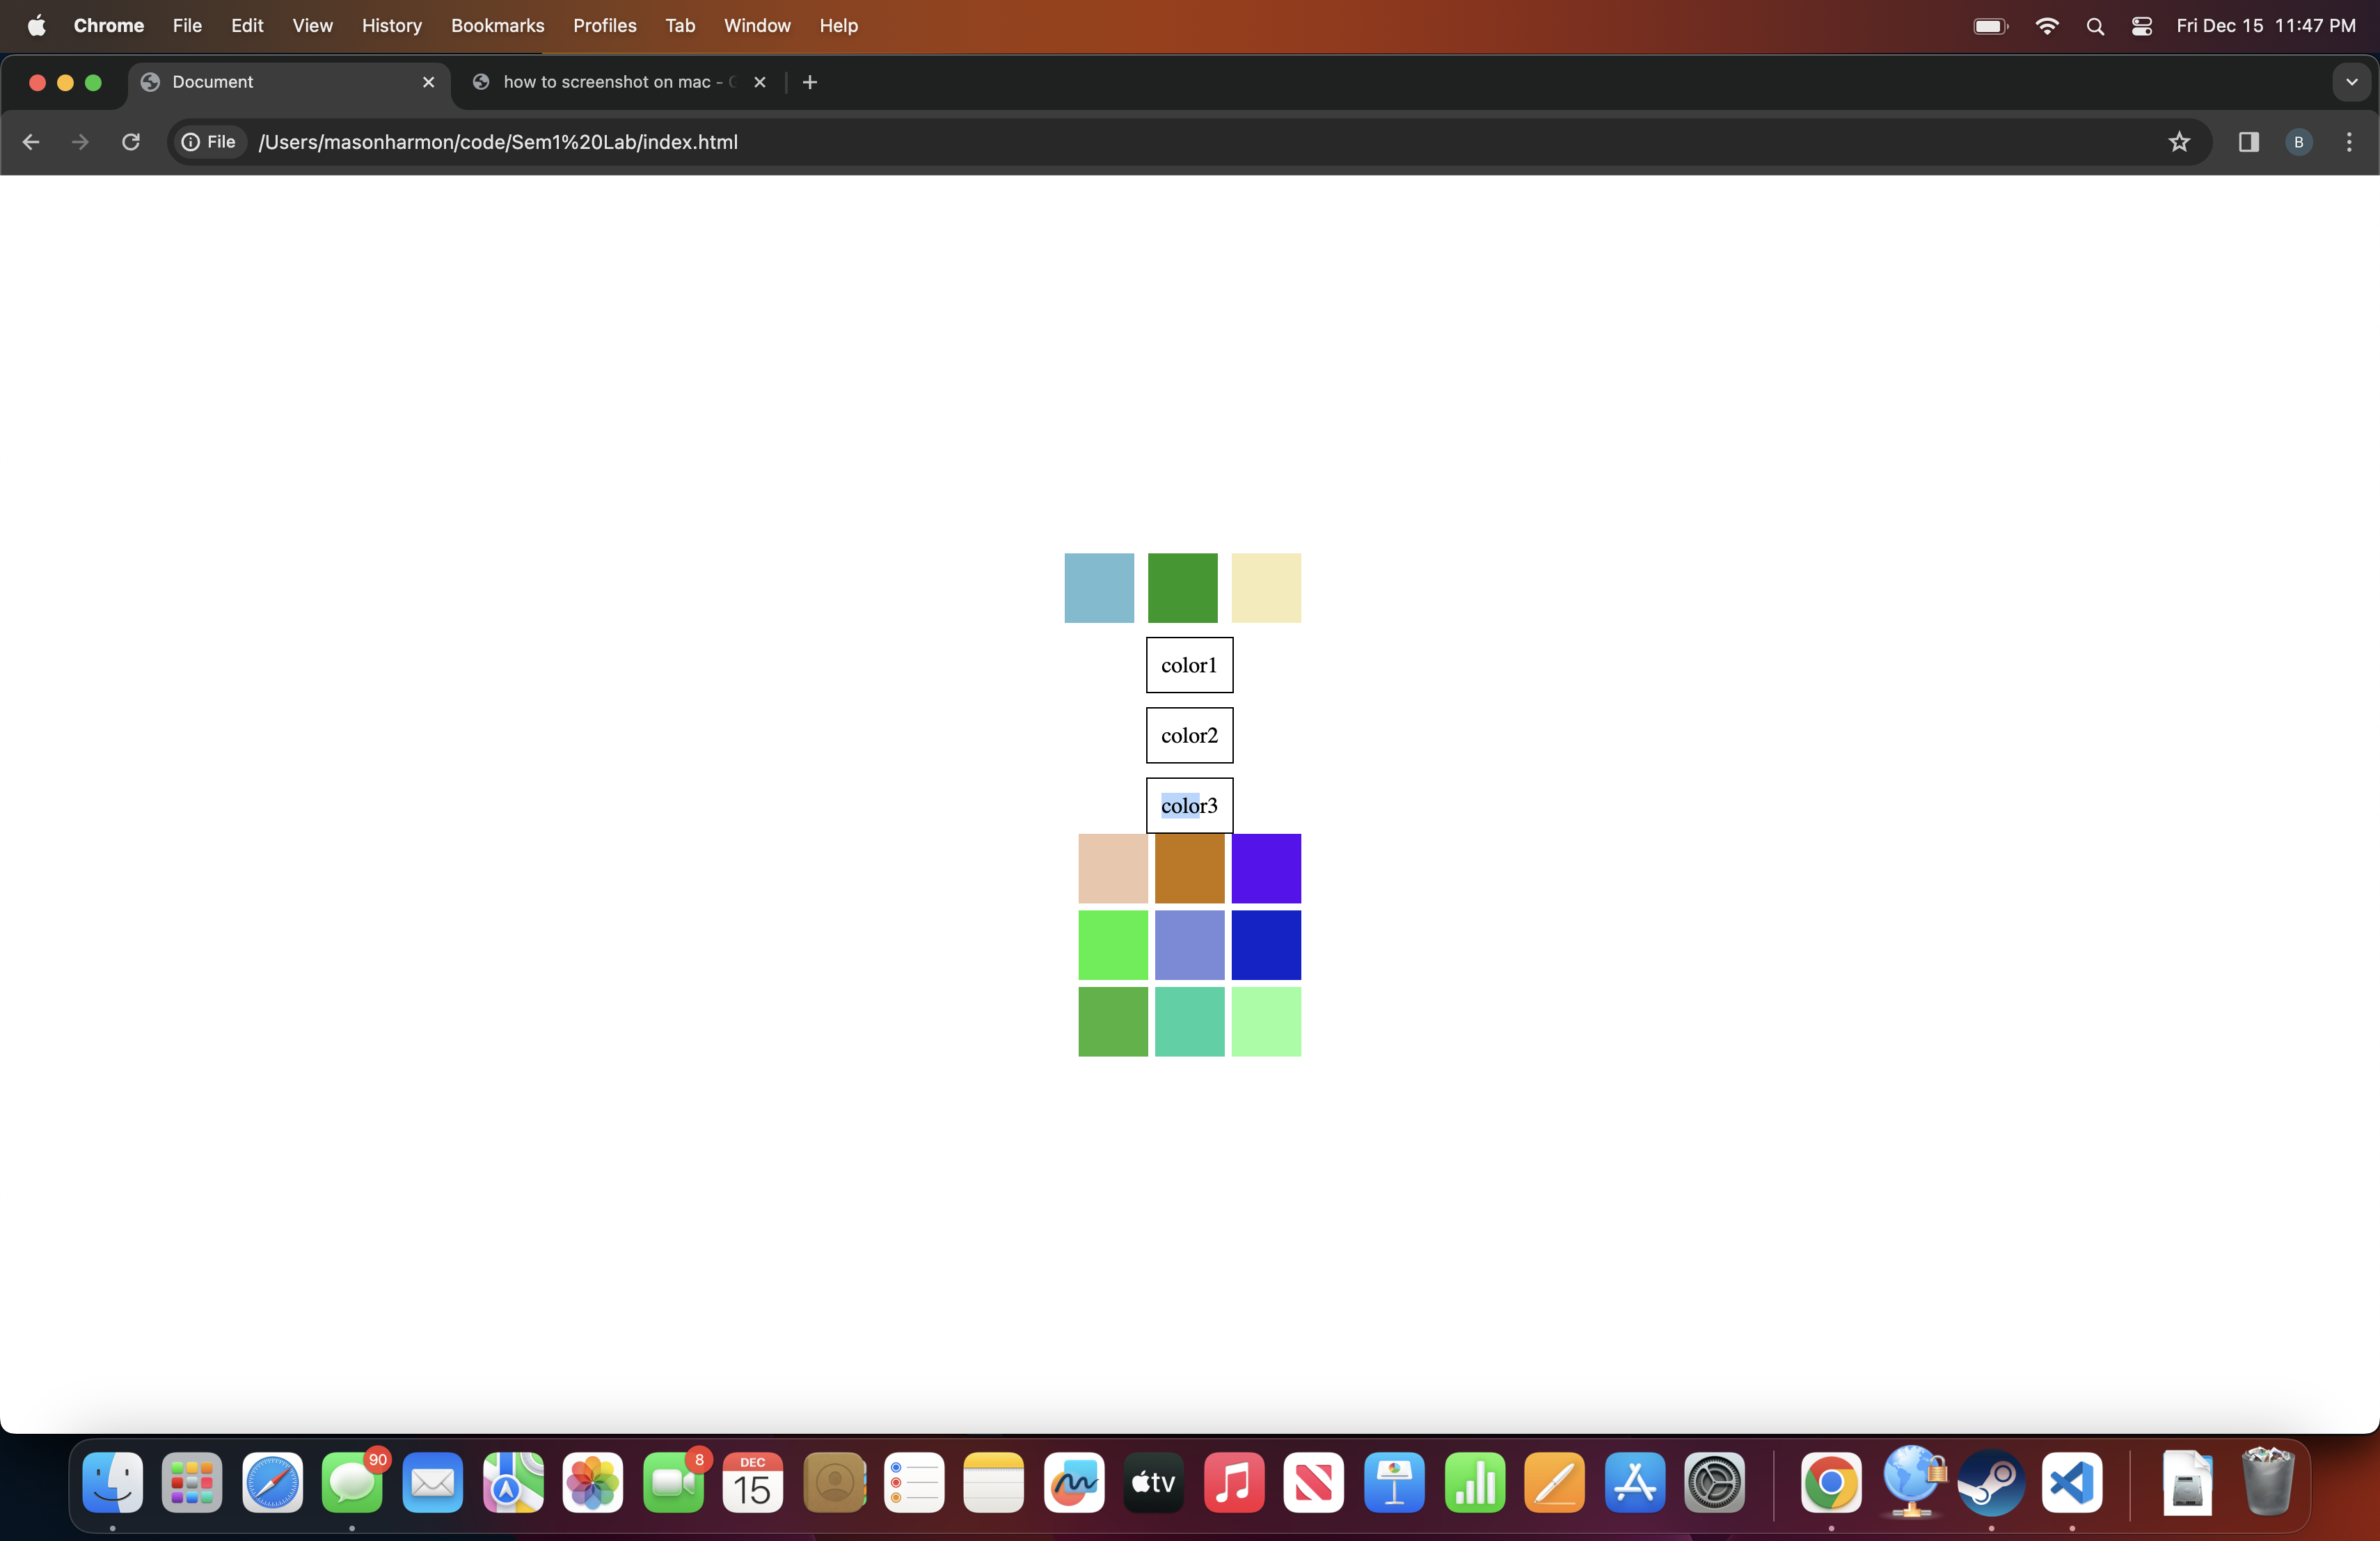 Chrome File Edit View History Bookmarks Profiles Tab Window Help Fri Dec 15 11:47 PM
Document how to screenshot on mac -
File /Users/masonharmon/code/Sem1%20Lab/index.html B
color1
color2
color3
90 8 DEC 15 tv